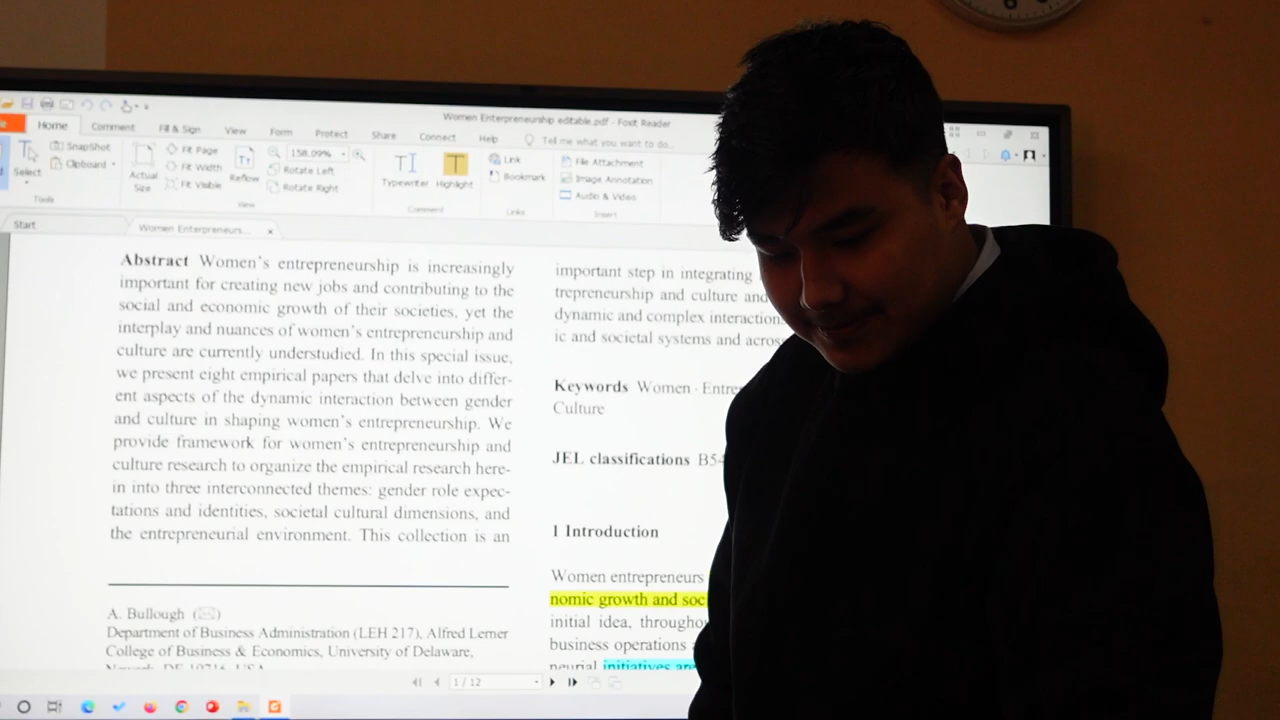 Women Enterpreneurship editable.pdf - Foxit Reader
Home Comment Fill & Sign View Form Protect Share Connect Help Tell me what you want to do..
SnapShot
Clipboard
Select
Tools
Actual
Size
Fit Page
Fit Width
Fit Visible
Reflow
158.09%
Rotate Left
Rotate Right
View
Typewriter Highlight
Comment
Link
Bookmark
Links
File Attachment
Image Annotation
Audio & Video
Insert
Start Women Enterpreneurs...
Abstract Women's entrepreneurship is increasingly
important for creating new jobs and contributing to the
social and economic growth of their societies, yet the
interplay and nuances of women's entrepreneurship and
culture are currently understudied. In this special issue,
we present eight empirical papers that delve into differ-
ent aspects of the dynamic interaction between gender
and culture in shaping women's entrepreneurship. We
provide framework for women's entrepreneurship and
culture research to organize the empirical research here-
in into three interconnected themes: gender role expec-
tations and identities, societal cultural dimensions, and
the entrepreneurial environment. This collection is an
A. Bullough
Department of Business Administration (LEH 217), Alfred Lerner
College of Business & Economics, University of Delaware,
Newark, DE 19716, USA
important step in integrating
trepreneurship and culture and
dynamic and complex interaction
ic and societal systems and across
Keywords Women · Entre
Culture
JEL classifications B54
1 Introduction
Women entrepreneurs
nomic growth and soc
initial idea, througho
business operations
neurial initiatives are
1 / 12